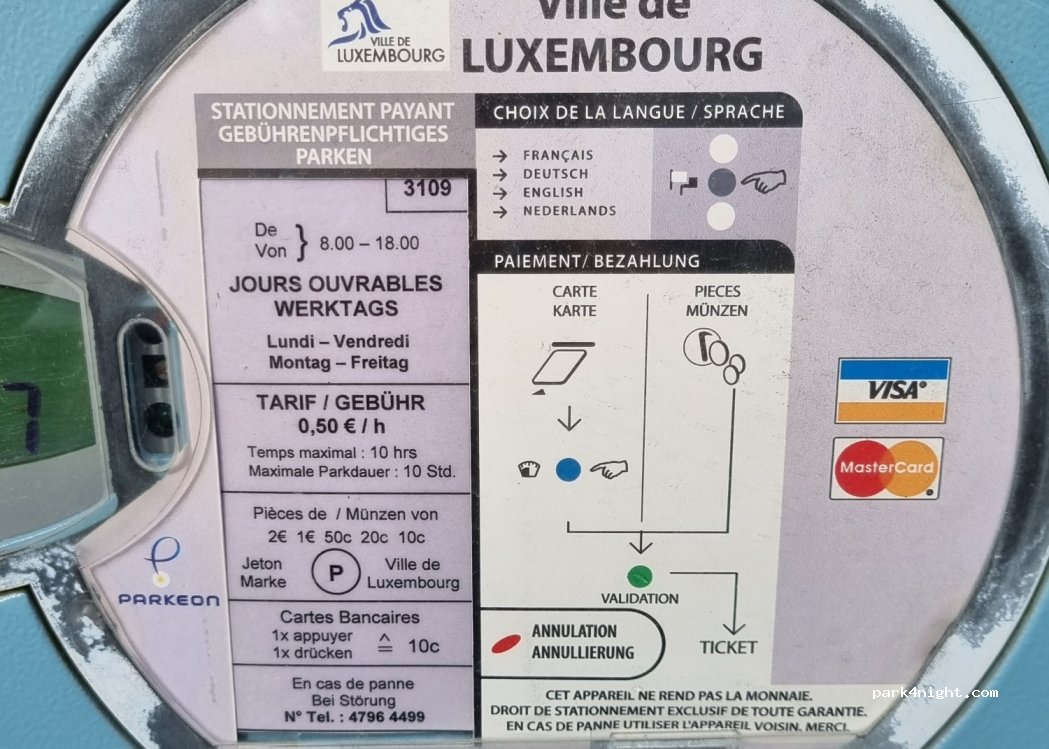 Ville de
LUXEMBOURG
VILLE DE
LUXEMBOURG
STATIONNEMENT PAYANT
GEBÜHRENPFLICHTIGES
PARKEN
3109
De
Von } 8.00 – 18.00
JOURS OUVRABLES
WERKTAGS
Lundi – Vendredi
Montag – Freitag
TARIF / GEBÜHR
0,50 € / h
Temps maximal : 10 hrs
Maximale Parkdauer : 10 Std.
Pièces de / Münzen von
2€ 1€ 50c 20c 10c
Jeton
Marke
P
Ville de
Luxembourg
Cartes Bancaires
1x appuyer
1x drücken
≙ 10c
En cas de panne
Bei Störung
N° Tel. : 4796 4499
CHOIX DE LA LANGUE / SPRACHE
→ FRANÇAIS
→ DEUTSCH
→ ENGLISH
→ NEDERLANDS
PAIEMENT/ BEZAHLUNG
CARTE
KARTE
PIECES
MÜNZEN
VALIDATION
TICKET
ANNULATION
ANNULLIERUNG
CET APPAREIL NE REND PAS LA MONNAIE.
DROIT DE STATIONNEMENT EXCLUSIF DE TOUTE GARANTIE.
EN CAS DE PANNE UTILISER L'APPAREIL VOISIN. MERCI.
VISA
MasterCard
PARKEON
park4night.com